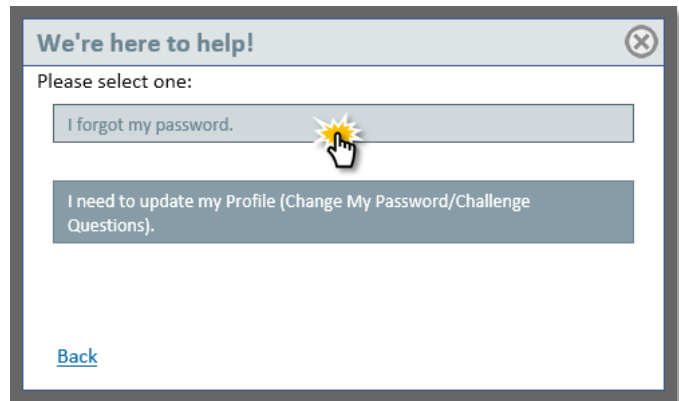 We're here to help!
Please select one:
I forgot my password.
I need to update my Profile (Change My Password/Challenge
Questions).
Back